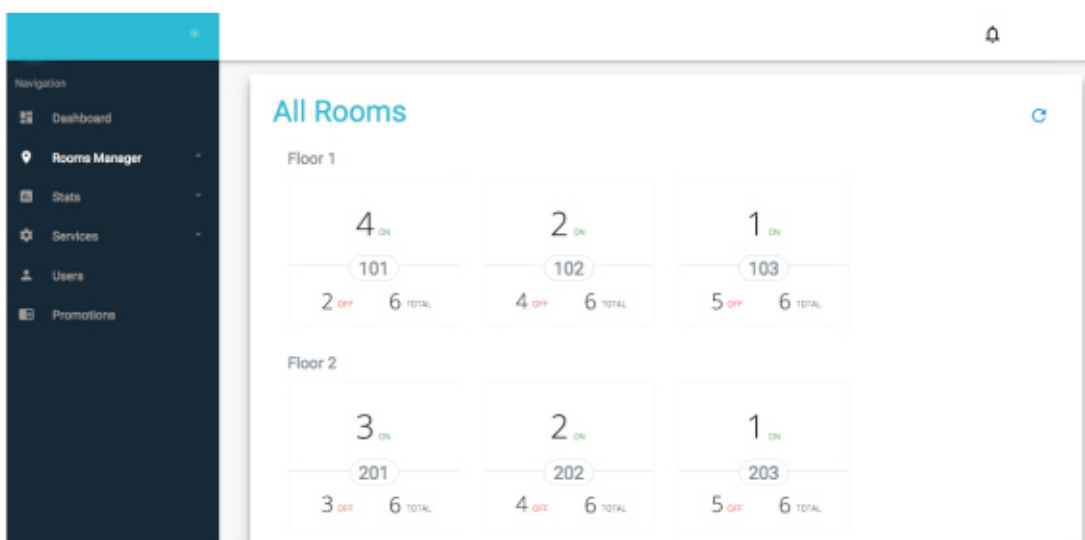 Navigation
Dashboard
Rooms Manager
Stats
Services
Users
Promotions
All Rooms
Floor 1
4 ON
2 ON
1 ON
101
102
103
2 OFF 6 TOTAL
4 OFF 6 TOTAL
5 OFF 6 TOTAL
Floor 2
3 ON
2 ON
1 ON
201
202
203
3 OFF 6 TOTAL
4 OFF 6 TOTAL
5 OFF 6 TOTAL